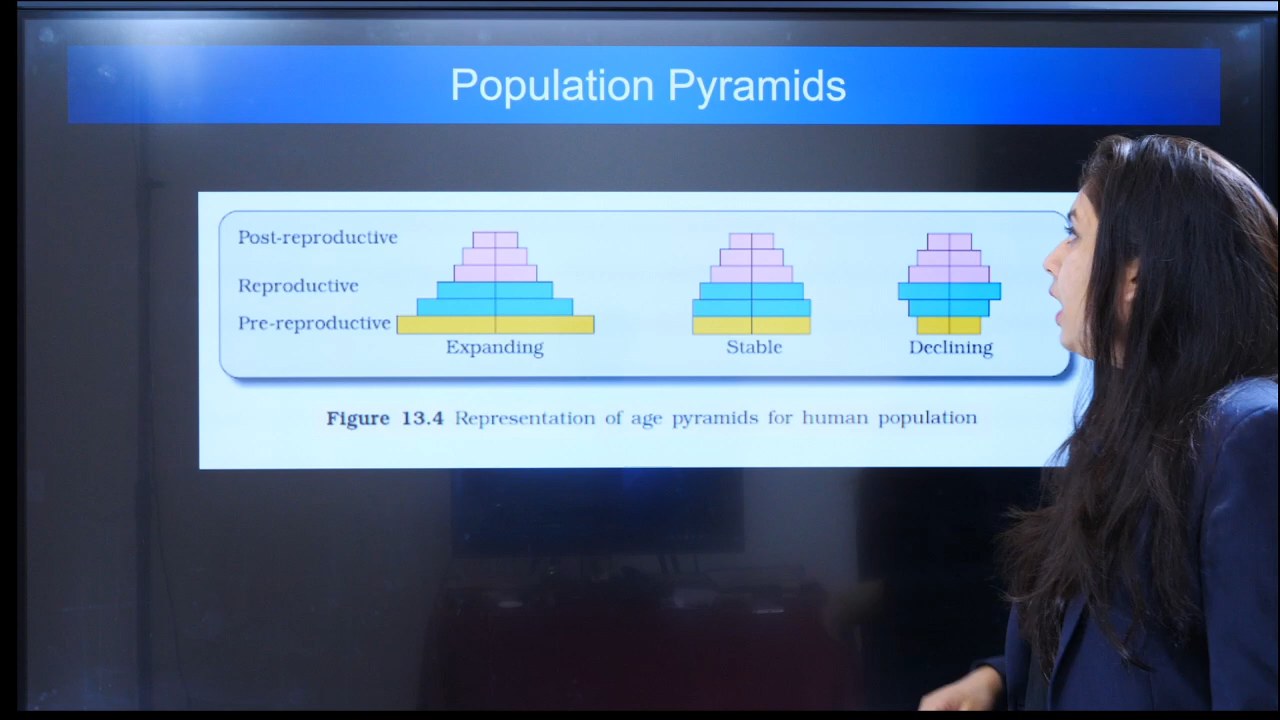 Population Pyramids
Post-reproductive
Reproductive
Pre-reproductive
Expanding
Stable
Declining
Figure 13.4 Representation of age pyramids for human population